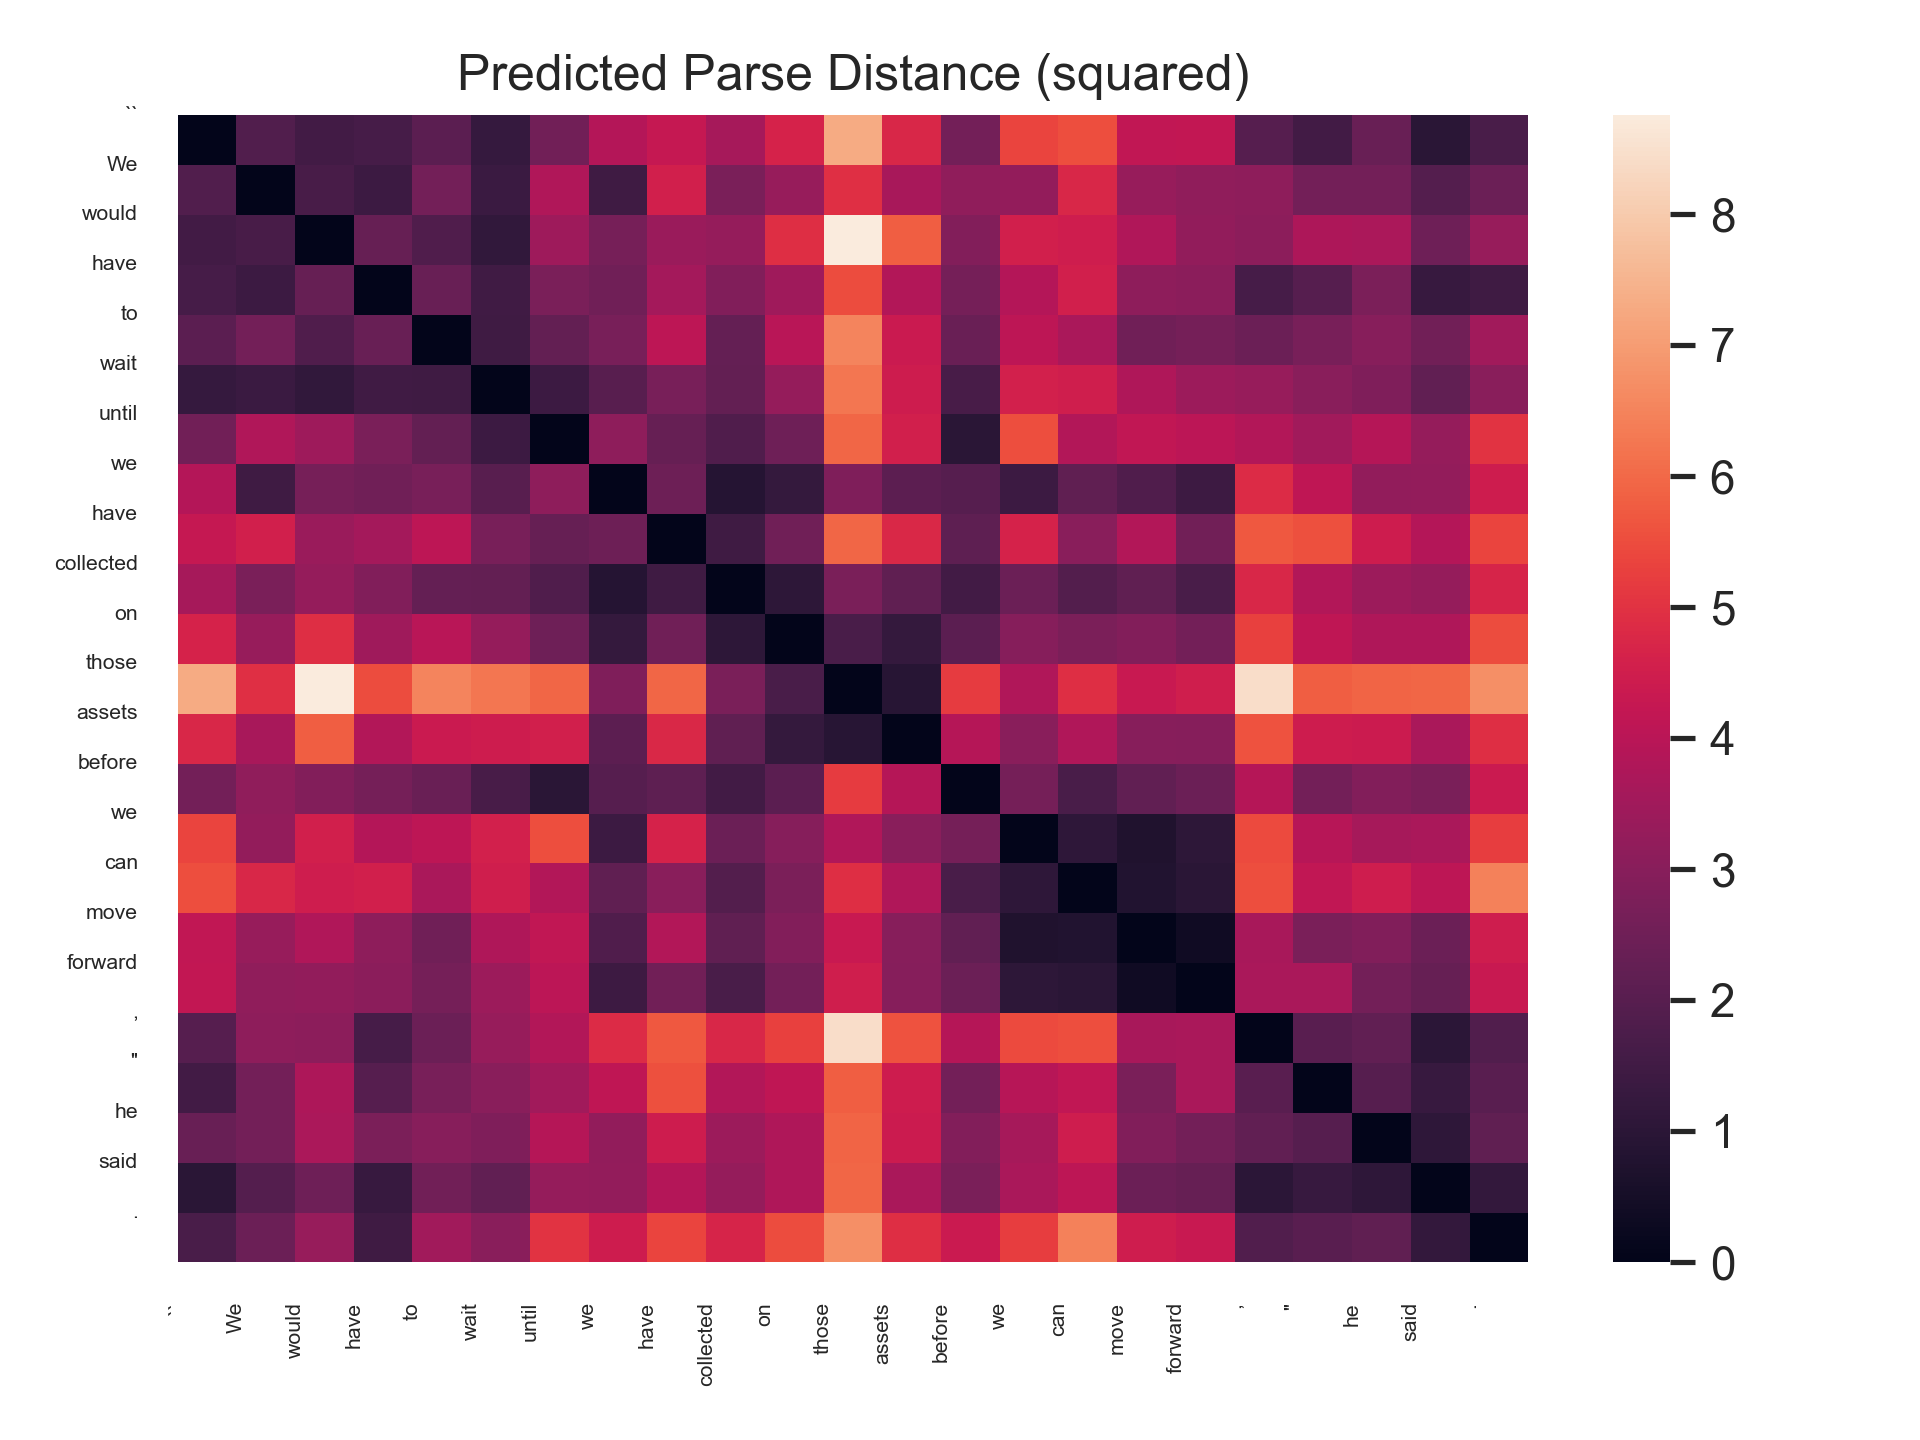 Predicted Parse Distance (squared)
``
We
would
have
to
wait
until
we
have
collected
on
those
assets
before
we
can
move
forward
,
''
he
said
.
8
7
6
5
4
3
2
1
0
``
We
would
have
to
wait
until
we
have
collected
on
those
assets
before
we
can
move
forward
,
''
he
said
.